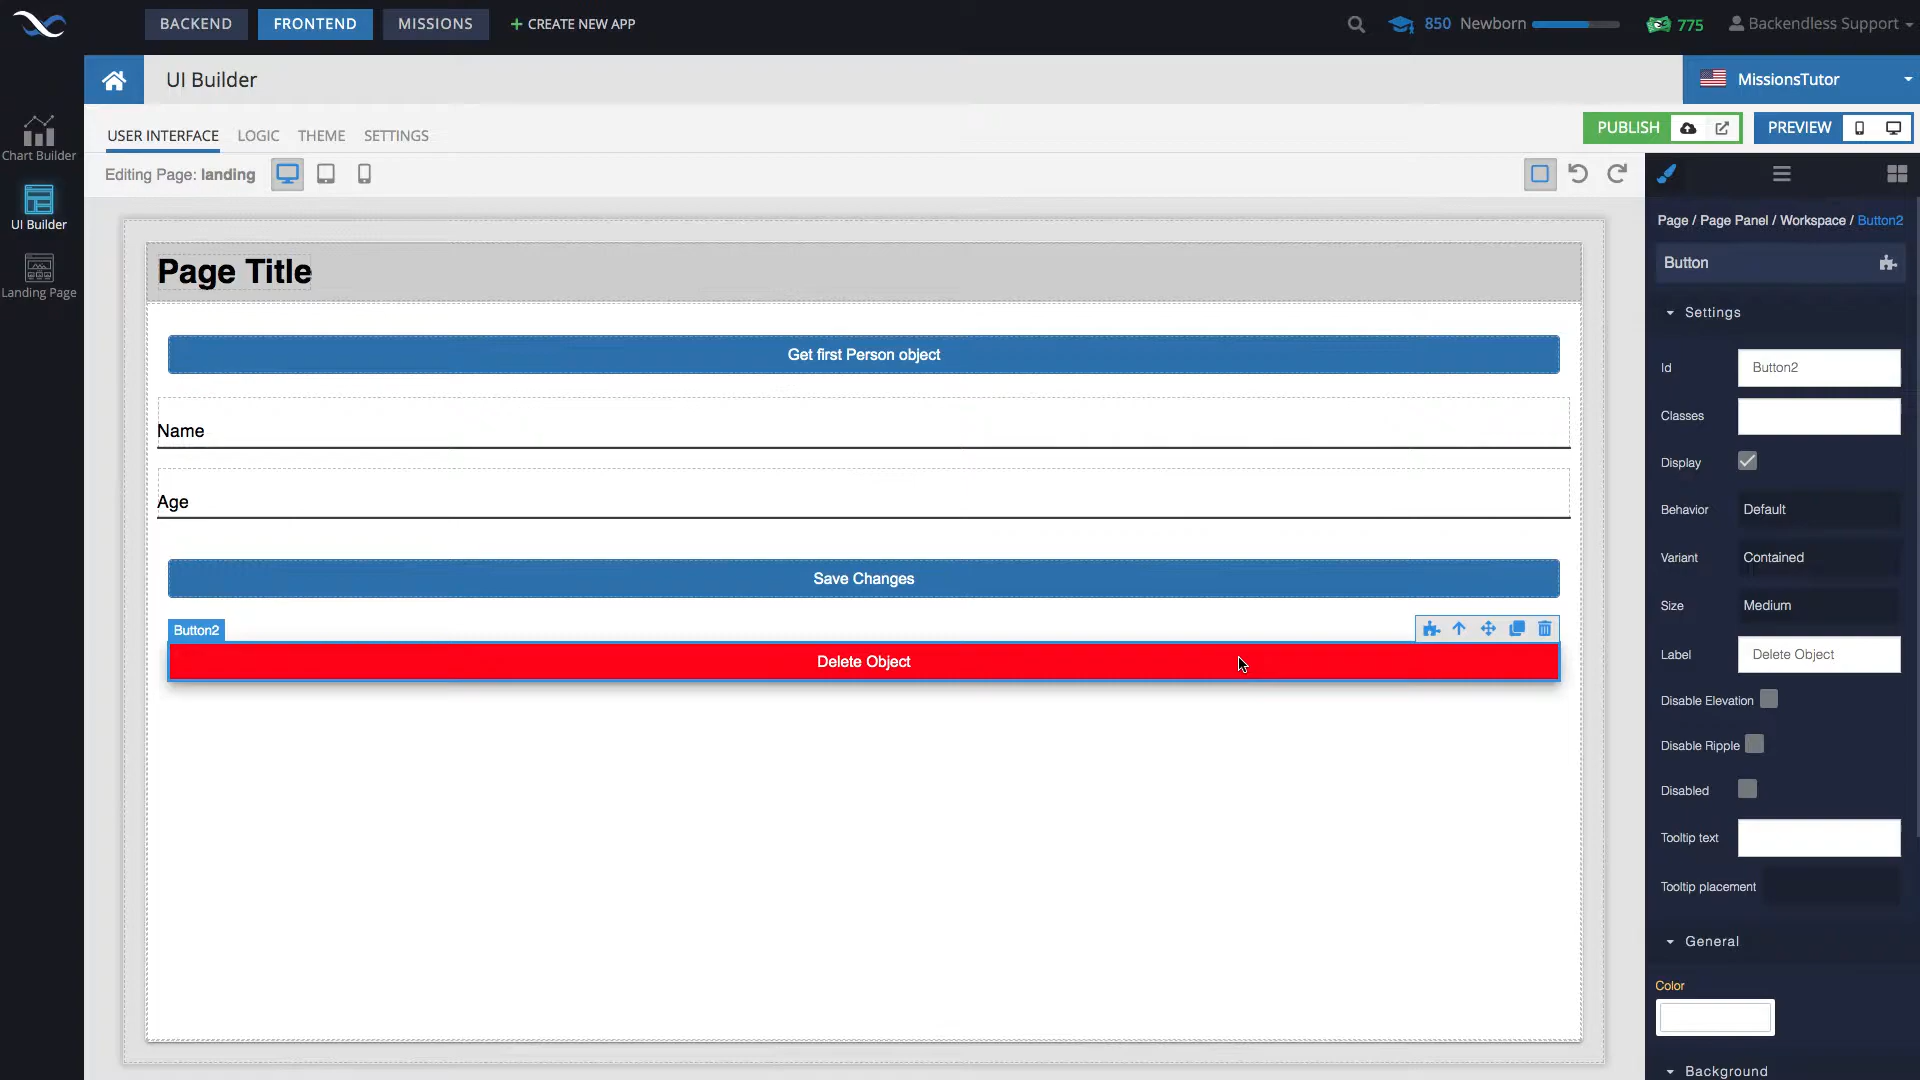 BACKEND FRONTEND MISSIONS + CREATE NEW APP 850 Newborn 775 Backendless Support
UI Builder MissionsTutor
USER INTERFACE LOGIC THEME SETTINGS PUBLISH PREVIEW
Editing Page: landing
Chart Builder
UI Builder
Landing Page
Page Title
Get first Person object
Name
Age
Save Changes
Button2
Delete Object
Page / Page Panel / Workspace / Button2
Button
Settings
Id Button2
Classes
Display
Behavior Default
Variant Contained
Size Medium
Label Delete Object
Disable Elevation
Disable Ripple
Disabled
Tooltip text
Tooltip placement
General
Color
Background